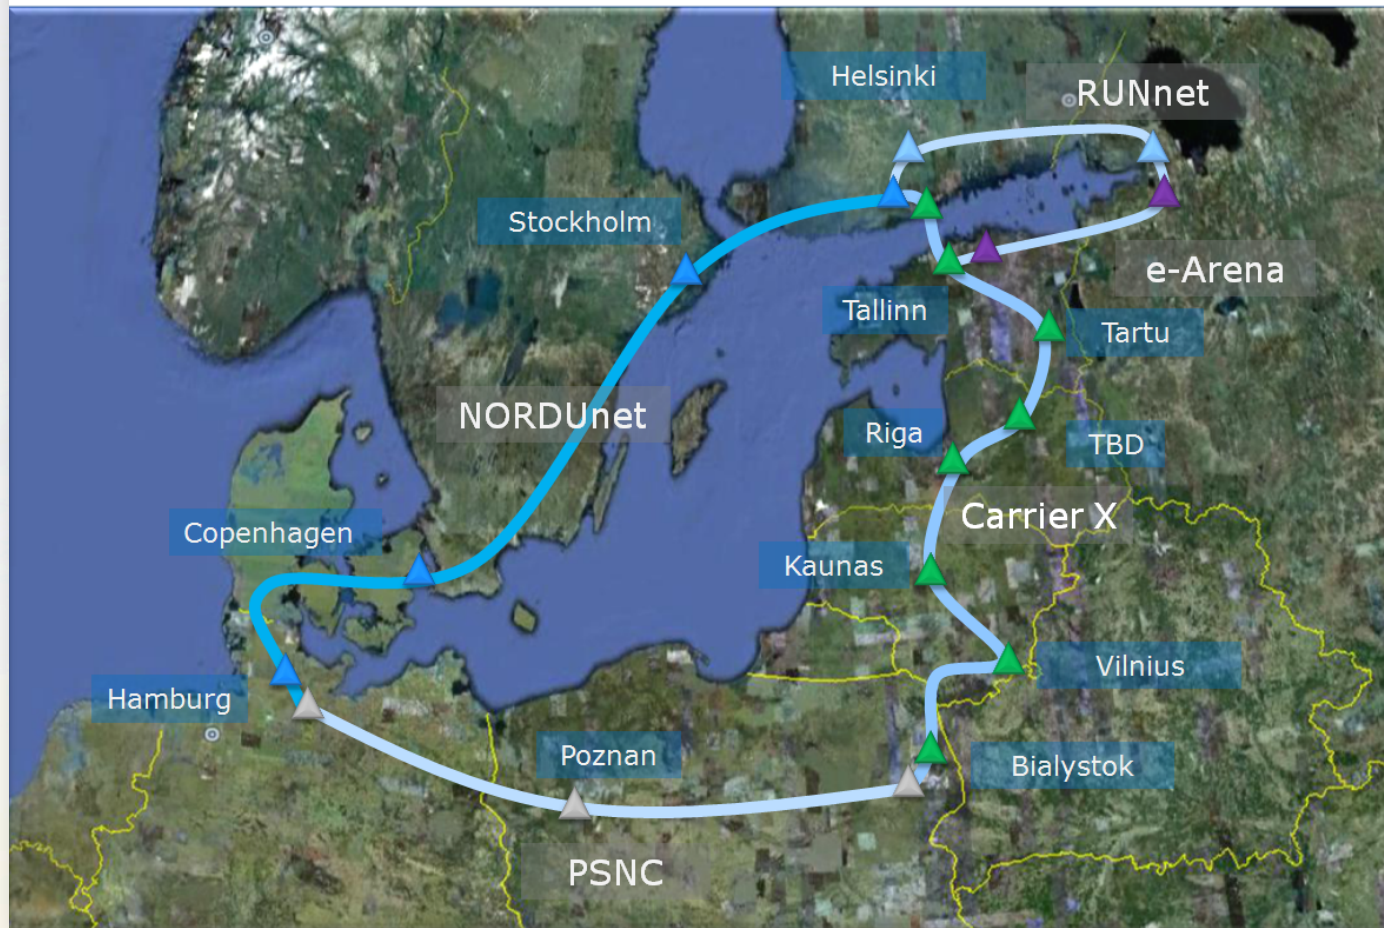 Helsinki
RUNnet
Stockholm
e-Arena
Tallinn
Tartu
NORDUnet
Riga
TBD
Carrier X
Copenhagen
Kaunas
Vilnius
Hamburg
Poznan
Bialystok
PSNC